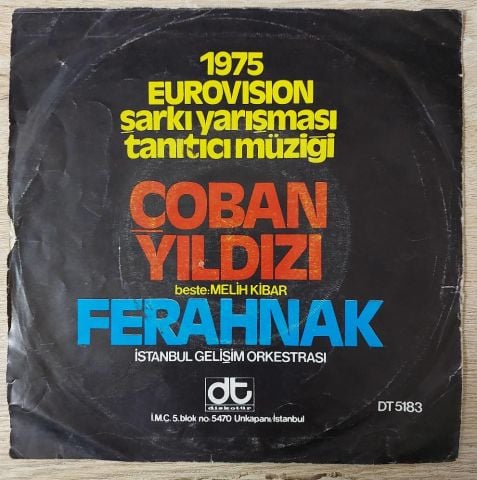 1975
EUROVISION
şarkı yarışması
tanıtıcı müziği
ÇOBAN
YILDIZI
beste: MELİH KİBAR
FERAHNAK
İSTANBUL GELİŞİM ORKESTRASI
dt
diskotür
İ.M.Ç. 5. blok no: 5470 Unkapanı/İstanbul
DT 5183